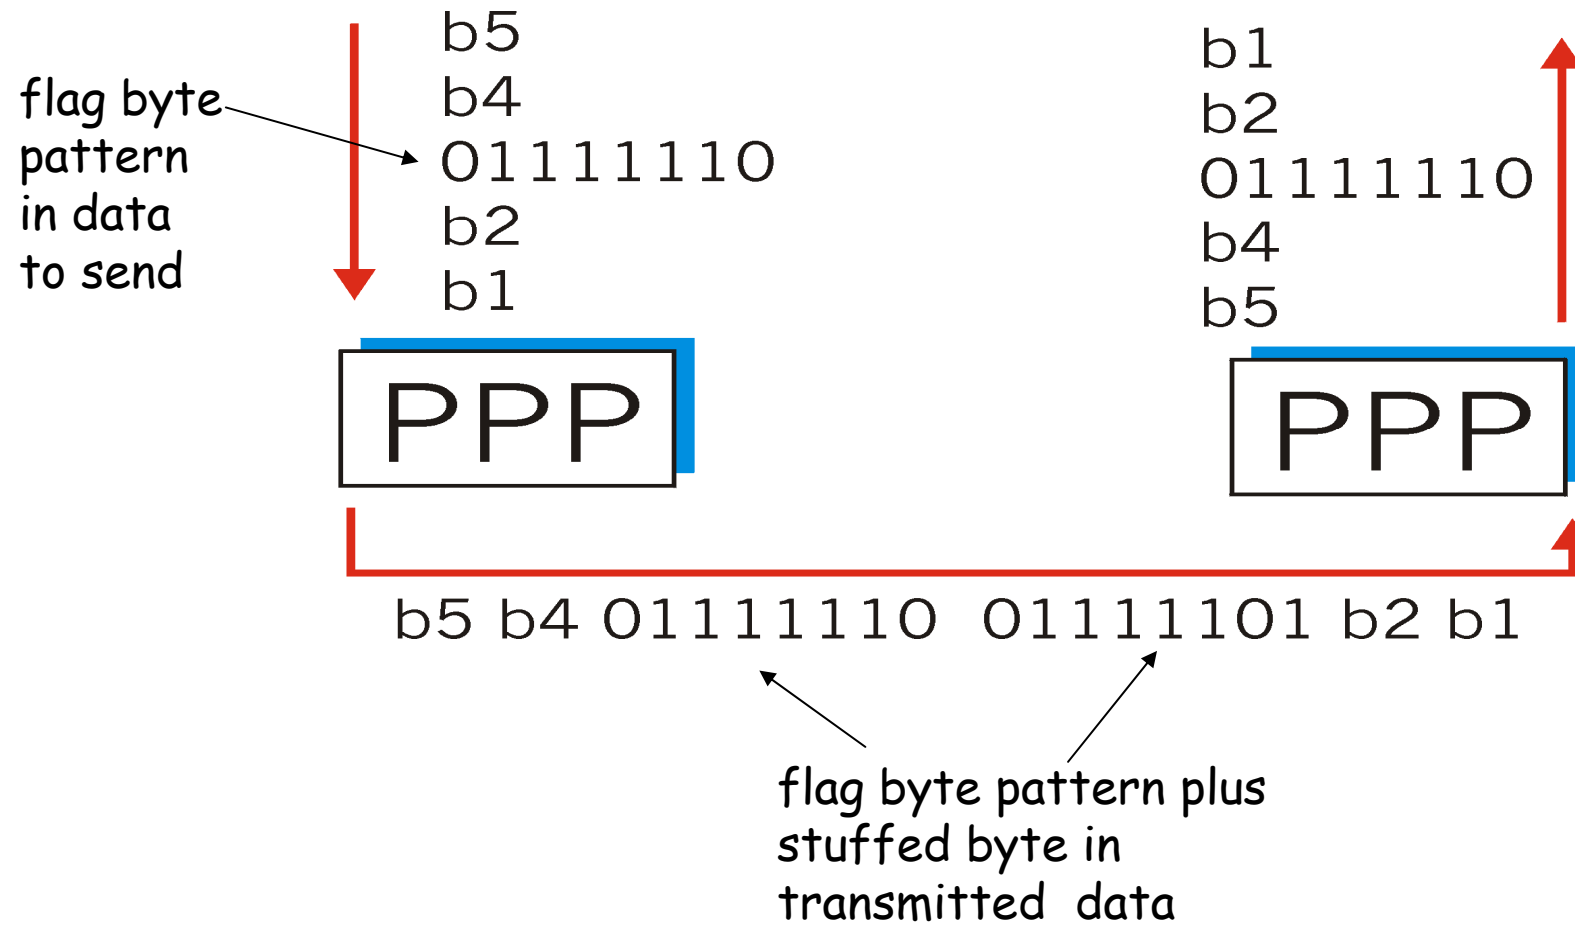 flag byte
pattern
in data
to send
b5
b4
01111110
b2
b1
b1
b2
01111110
b4
b5
PPP
PPP
b5 b4 01111110 01111101 b2 b1
flag byte pattern plus
stuffed byte in
transmitted data